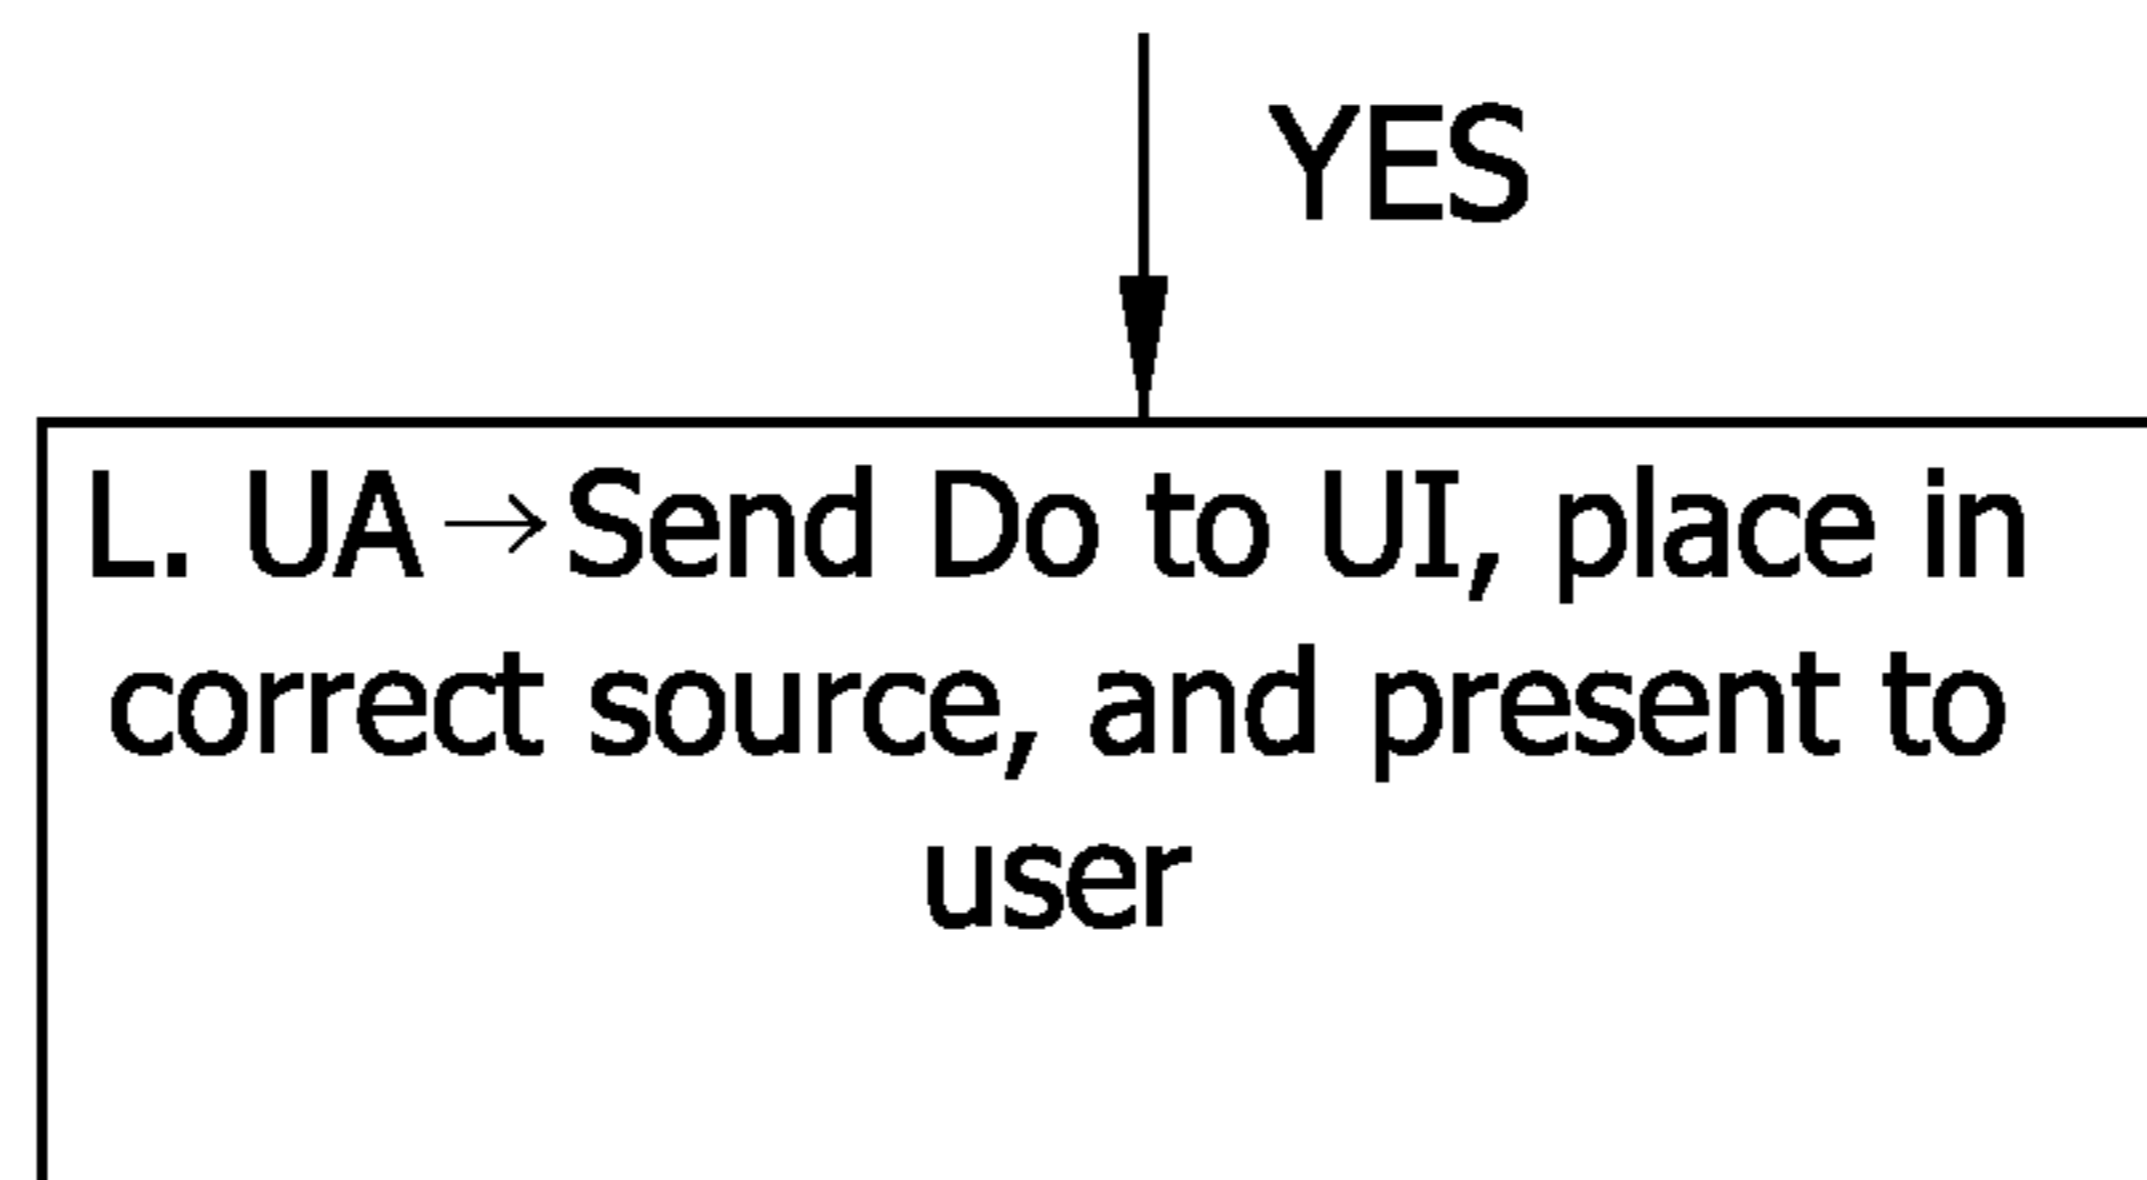 YES
L. UA→Send Do to UI, place in
correct source, and present to
user